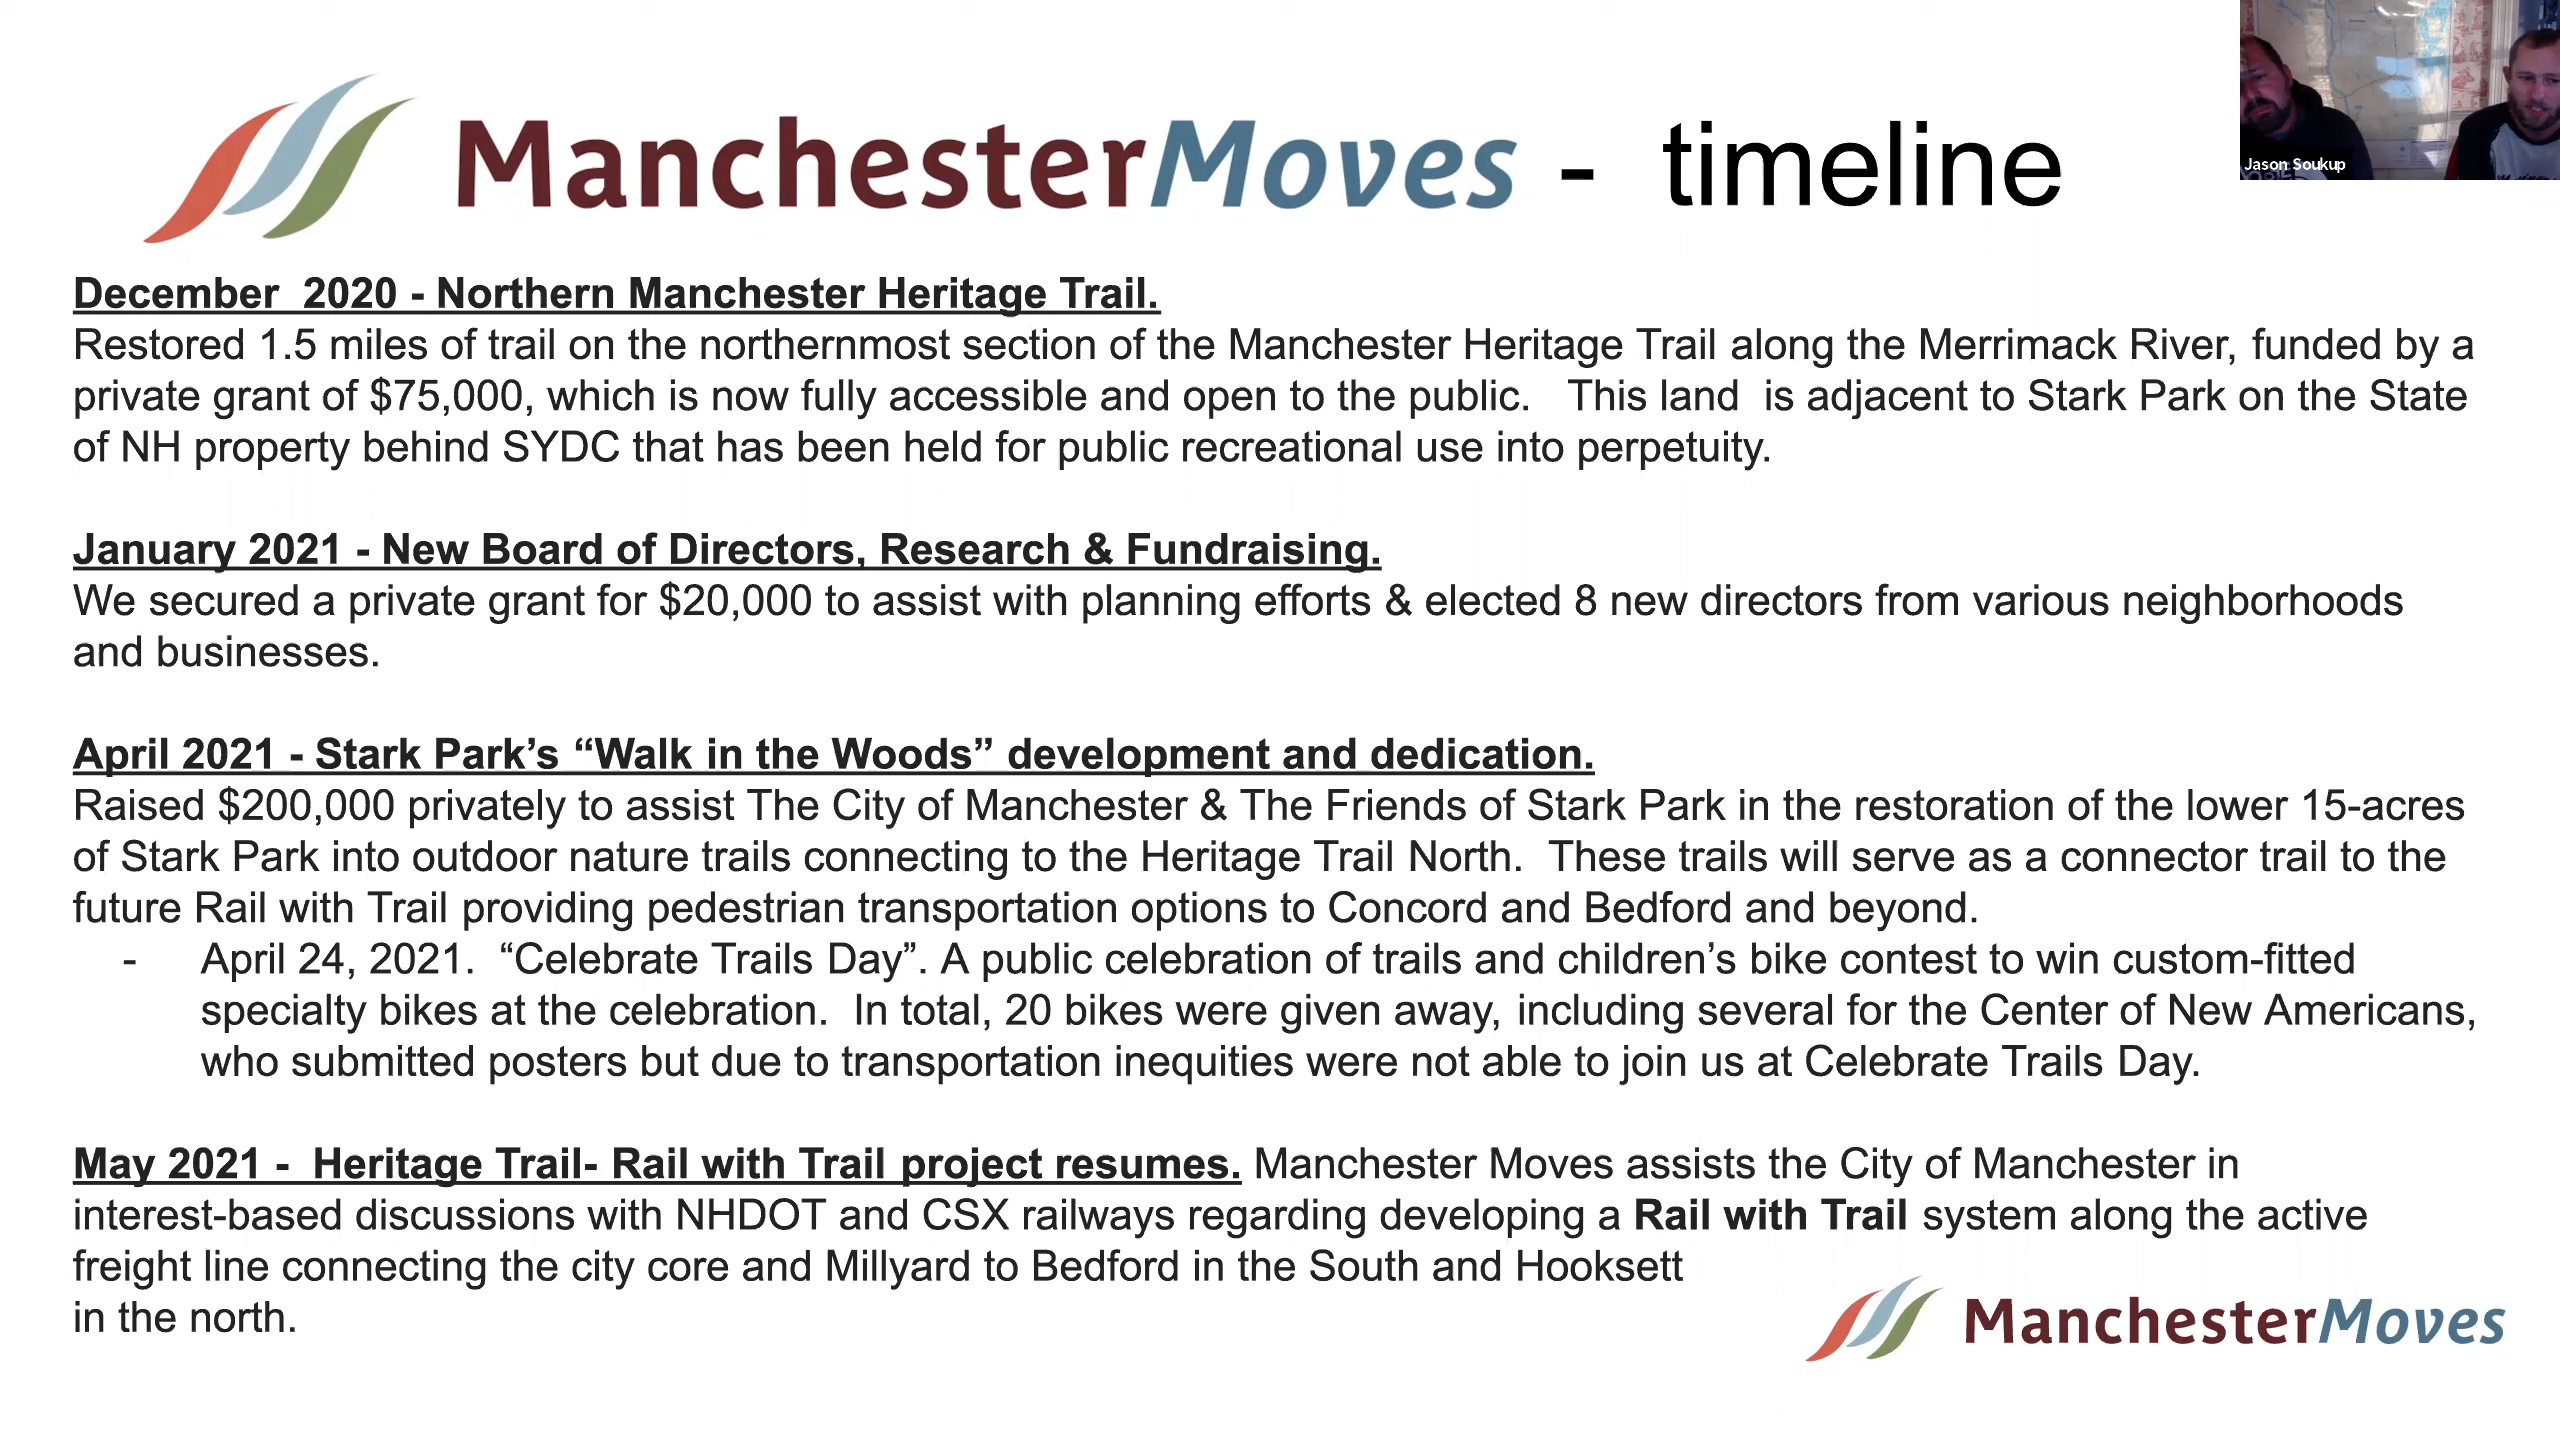 ManchesterMoves - timeline
Jason Soukup
December  2020 - Northern Manchester Heritage Trail.
Restored 1.5 miles of trail on the northernmost section of the Manchester Heritage Trail along the Merrimack River, funded by a
private grant of $75,000, which is now fully accessible and open to the public.   This land  is adjacent to Stark Park on the State
of NH property behind SYDC that has been held for public recreational use into perpetuity.
January 2021 - New Board of Directors, Research & Fundraising.
We secured a private grant for $20,000 to assist with planning efforts & elected 8 new directors from various neighborhoods
and businesses.
April 2021 - Stark Park’s “Walk in the Woods” development and dedication.
Raised $200,000 privately to assist The City of Manchester & The Friends of Stark Park in the restoration of the lower 15-acres
of Stark Park into outdoor nature trails connecting to the Heritage Trail North.  These trails will serve as a connector trail to the
future Rail with Trail providing pedestrian transportation options to Concord and Bedford and beyond.
- April 24, 2021.  “Celebrate Trails Day”. A public celebration of trails and children’s bike contest to win custom-fitted
specialty bikes at the celebration.  In total, 20 bikes were given away, including several for the Center of New Americans,
who submitted posters but due to transportation inequities were not able to join us at Celebrate Trails Day.
May 2021 -  Heritage Trail- Rail with Trail project resumes. Manchester Moves assists the City of Manchester in
interest-based discussions with NHDOT and CSX railways regarding developing a Rail with Trail system along the active
freight line connecting the city core and Millyard to Bedford in the South and Hooksett
in the north.
ManchesterMoves